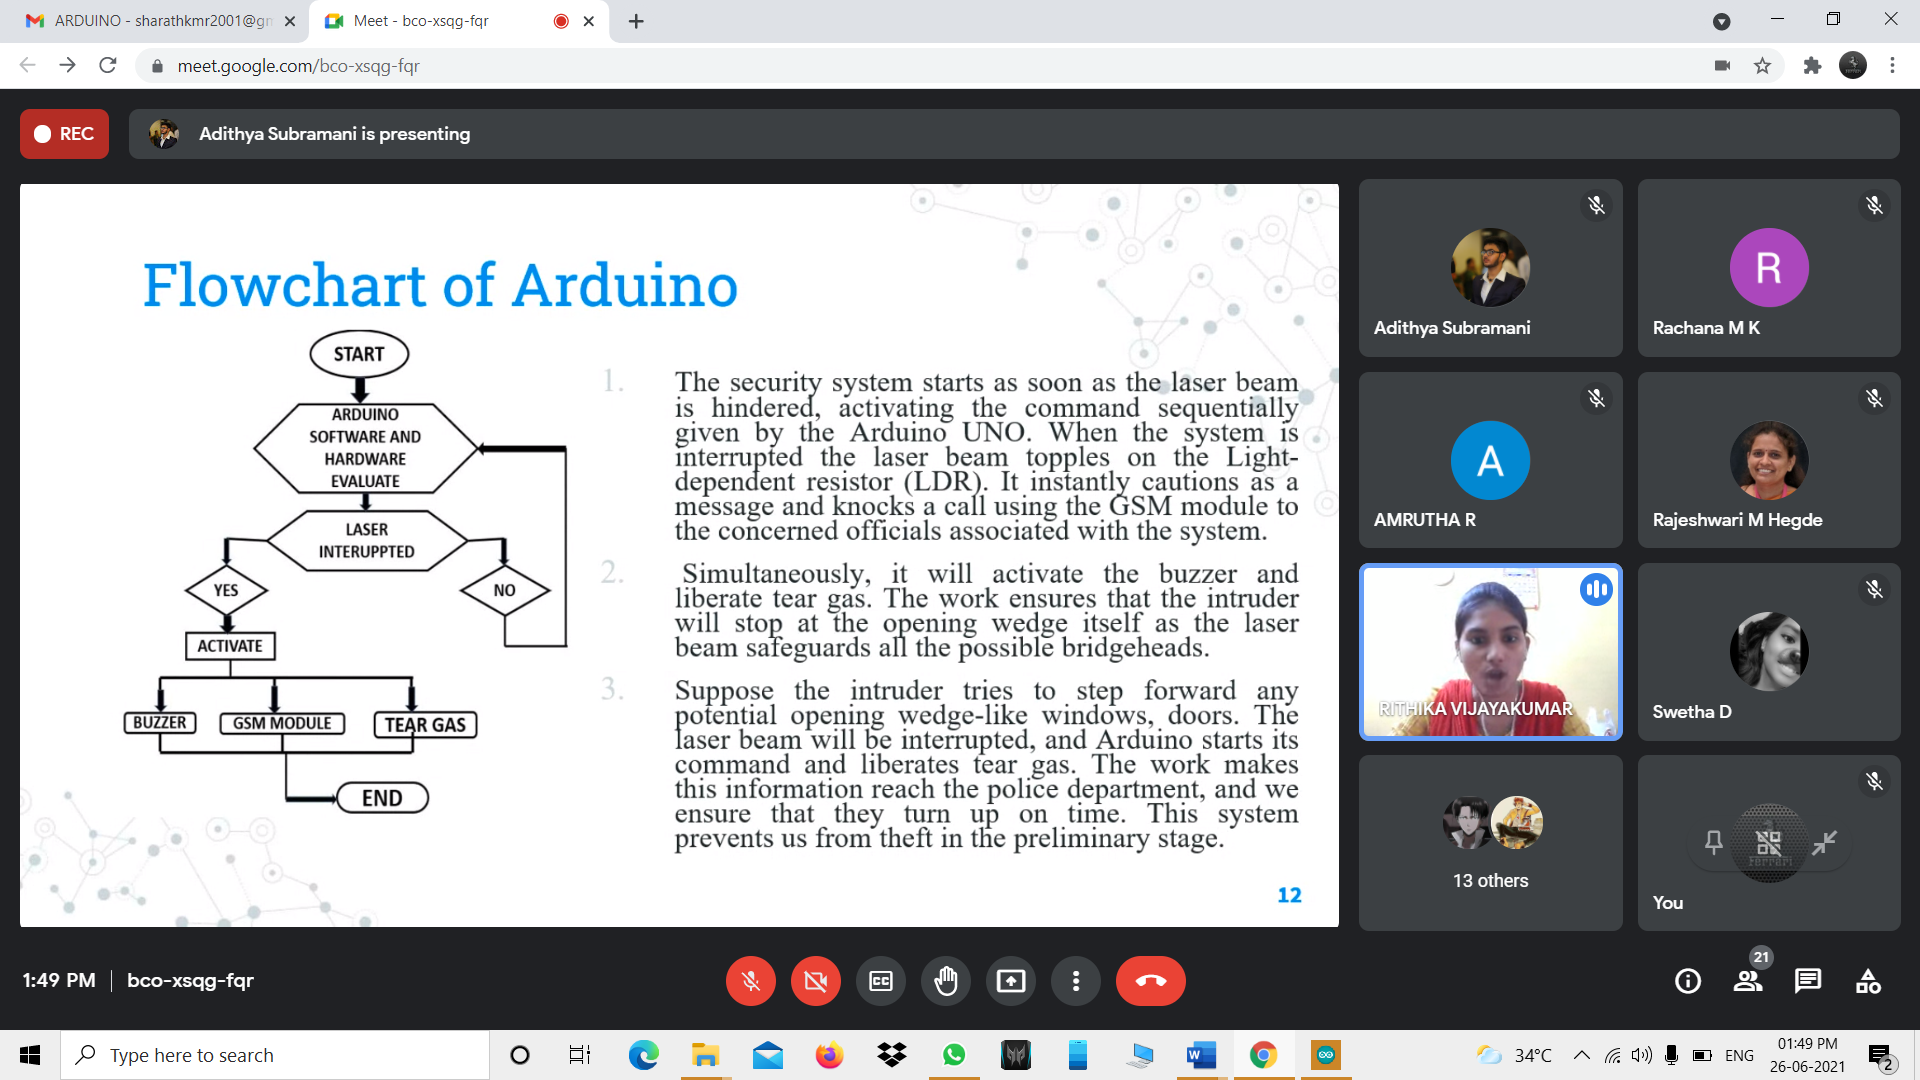 ARDUINO - sharathkmr2001@gm
Meet - bco-xsqg-fqr
meet.google.com/bco-xsqg-fqr
REC
Adithya Subramani is presenting
Flowchart of Arduino
START
ARDUINO
SOFTWARE AND
HARDWARE
EVALUATE
LASER
INTERUPPTED
YES
NO
ACTIVATE
BUZZER
GSM MODULE
TEAR GAS
END
1. The security system starts as soon as the laser beam
is hindered, activating the command sequentially
given by the Arduino UNO. When the system is
interrupted the laser beam topples on the Light-
dependent resistor (LDR). It instantly cautions as a
message and knocks a call using the GSM module to
the concerned officials associated with the system.
2. Simultaneously, it will activate the buzzer and
liberate tear gas. The work ensures that the intruder
will stop at the opening wedge itself as the laser
beam safeguards all the possible bridgeheads.
3. Suppose the intruder tries to step forward any
potential opening wedge-like windows, doors. The
laser beam will be interrupted, and Arduino starts its
command and liberates tear gas. The work makes
this information reach the police department, and we
ensure that they turn up on time. This system
prevents us from theft in the preliminary stage.
12
Adithya Subramani
R
Rachana M K
A
AMRUTHA R
Rajeshwari M Hegde
RITHIKA VIJAYAKUMAR
Swetha D
13 others
Ferrari
You
1:49 PM
bco-xsqg-fqr
CC
21
Type here to search
W
34°C
ENG
01:49 PM
26-06-2021
2